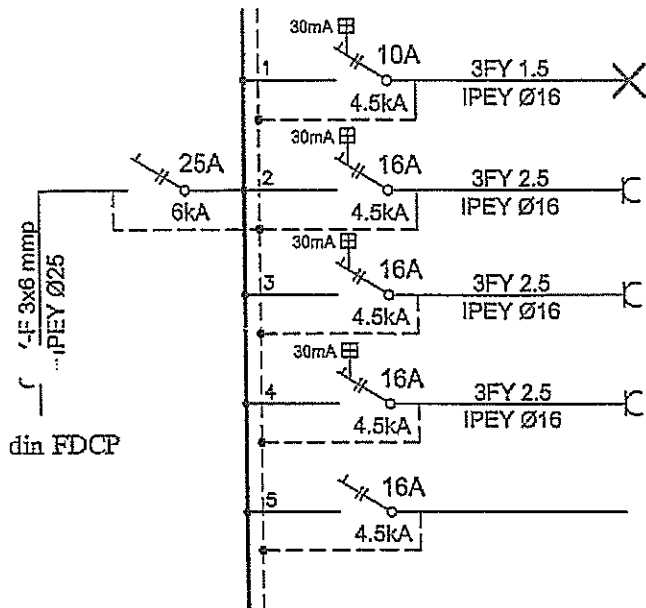 30mA
10A
1
3FY 1.5
4.5kA
IPEY Ø16
30mA
25A
16A
2
3FY 2.5
6kA
4.5kA
IPEY Ø16
30mA
16A
3
3FY 2.5
4.5kA
IPEY Ø16
30mA
16A
4
3FY 2.5
4.5kA
IPEY Ø16
16A
5
4.5kA
3x6 mmp
IPEY Ø25
din FDCP